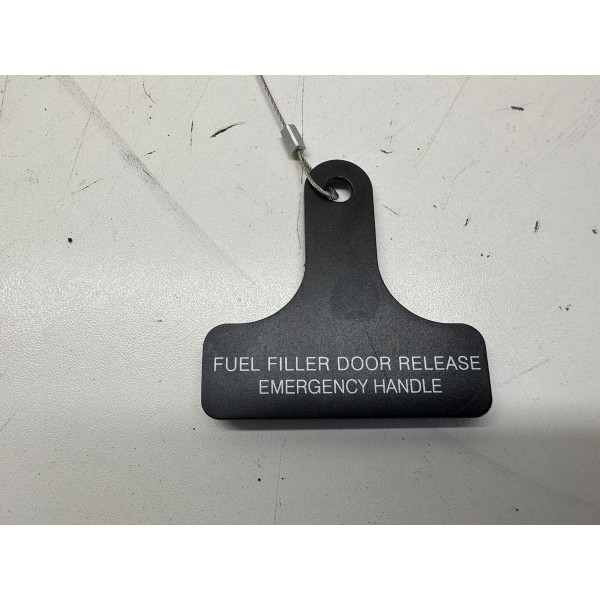 FUEL FILLER DOOR RELEASE
EMERGENCY HANDLE